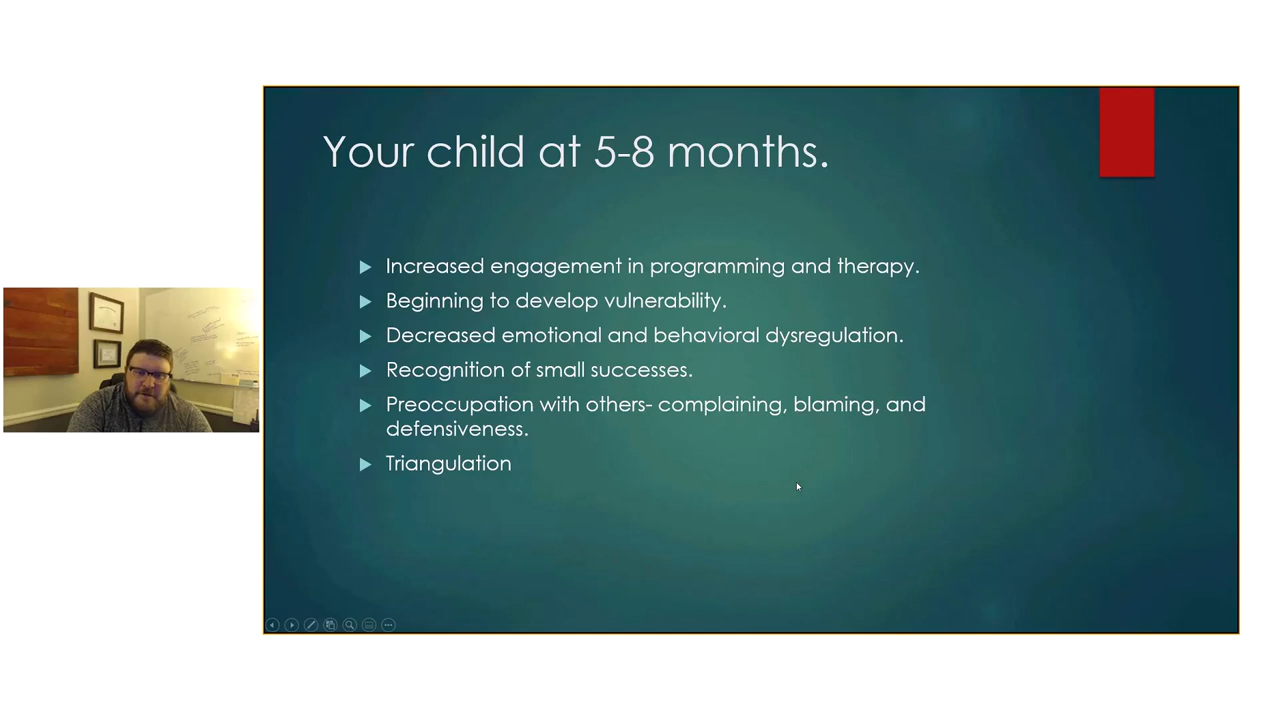 Your child at 5-8 months.
Increased engagement in programming and therapy.
Beginning to develop vulnerability.
Decreased emotional and behavioral dysregulation.
Recognition of small successes.
Preoccupation with others- complaining, blaming, and
defensiveness.
Triangulation